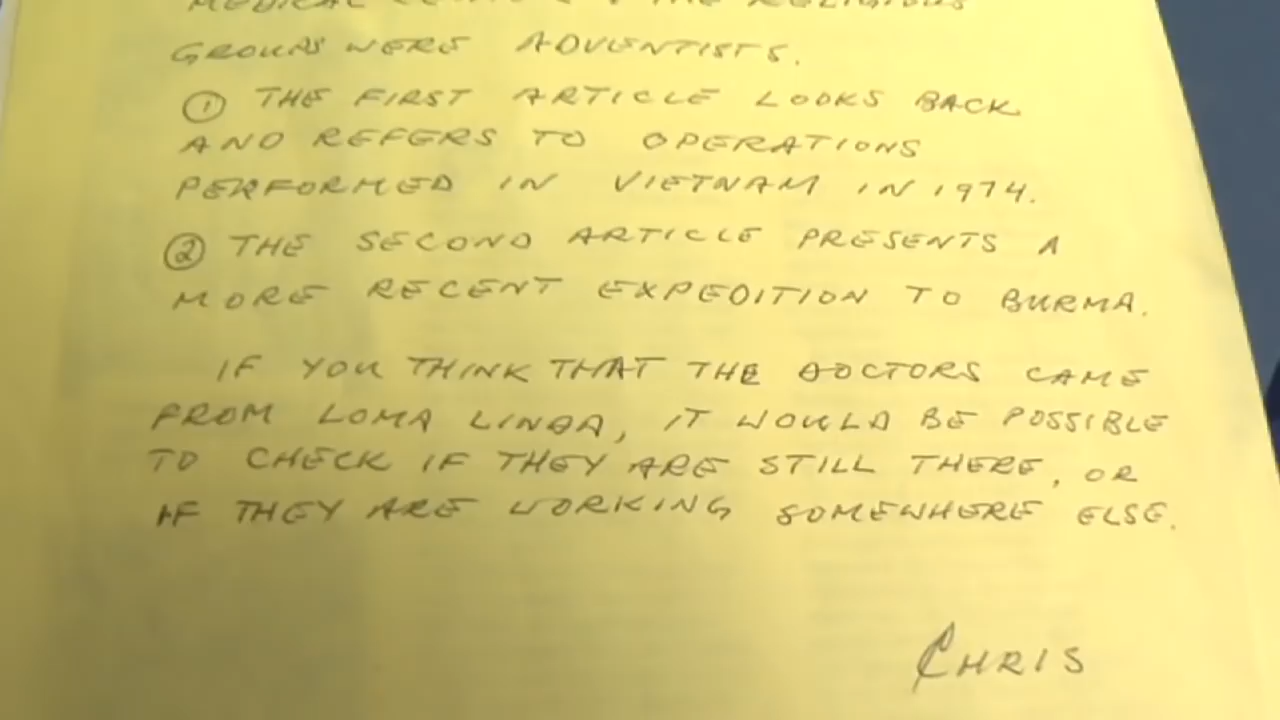 MEDICAL THE RELIGIOUS
GROUPS WERE ADVENTISTS.
① THE FIRST ARTICLE LOOKS BACK
AND REFERS TO OPERATIONS
PERFORMED IN VIETNAM IN 1974.
② THE SECOND ARTICLE PRESENTS A
MORE RECENT EXPEDITION TO BURMA.
IF YOU THINK THAT THE DOCTORS CAME
FROM LOMA LINDA, IT WOULD BE POSSIBLE
TO CHECK IF THEY ARE STILL THERE, OR
IF THEY ARE WORKING SOMEWHERE ELSE.
CHRIS